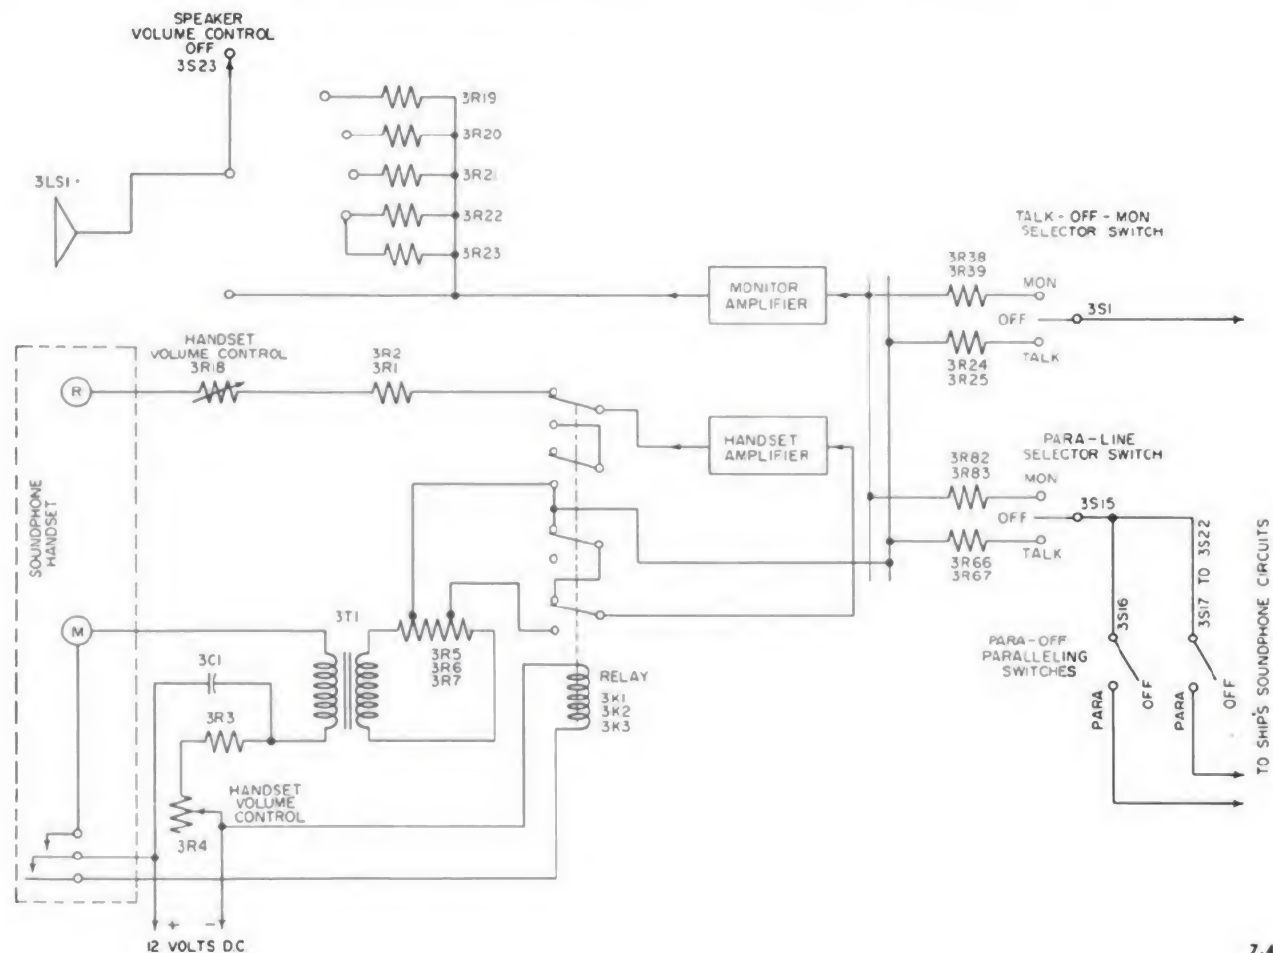 SPEAKER
VOLUME CONTROL
OFF
3S23
3R19
3R20
3R21
3R22
3R23
3LS1
TALK-OFF-MON
SELECTOR SWITCH
3R38
3R39
MON
OFF
3S1
TALK
3R24
3R25
MONITOR
AMPLIFIER
HANDSET
VOLUME CONTROL
3R18
3R2
3R1
R
HANDSET
AMPLIFIER
PARA-LINE
SELECTOR SWITCH
3R82
3R83
MON
OFF
3S15
TALK
3R66
3R67
SOUNDPHONE
HANDSET
M
3T1
3C1
3R5
3R6
3R7
RELAY
3K1
3K2
3K3
3R3
HANDSET
VOLUME
CONTROL
3R4
3S16
3S17 TO 3S22
PARA-OFF
PARALLELING
SWITCHES
PARA
OFF
PARA
OFF
TO SHIP'S SOUNDPHONE CIRCUITS
+ -
12 VOLTS D.C.